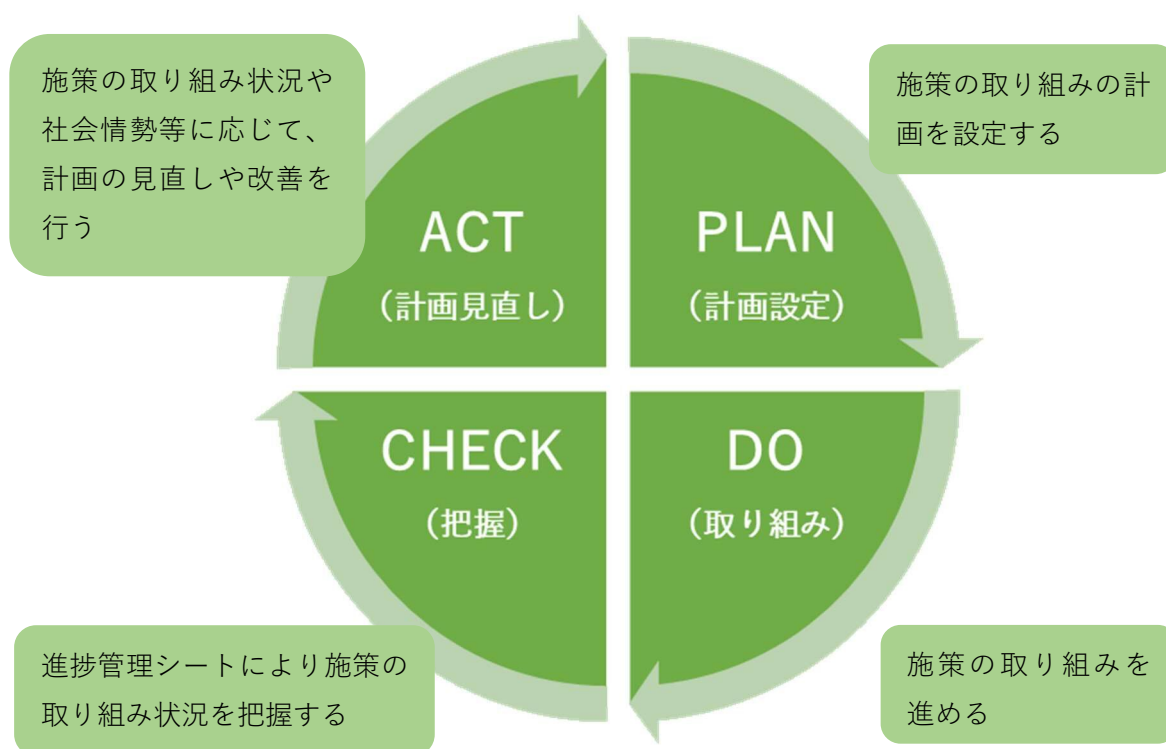 施策の取り組み状況や
社会情勢等に応じて、
計画の見直しや改善を
行う
施策の取り組みの計
画を設定する
ACT
（計画見直し）
PLAN
（計画設定）
CHECK
（把握）
DO
（取り組み）
進捗管理シートにより施策の
取り組み状況を把握する
施策の取り組みを
進める